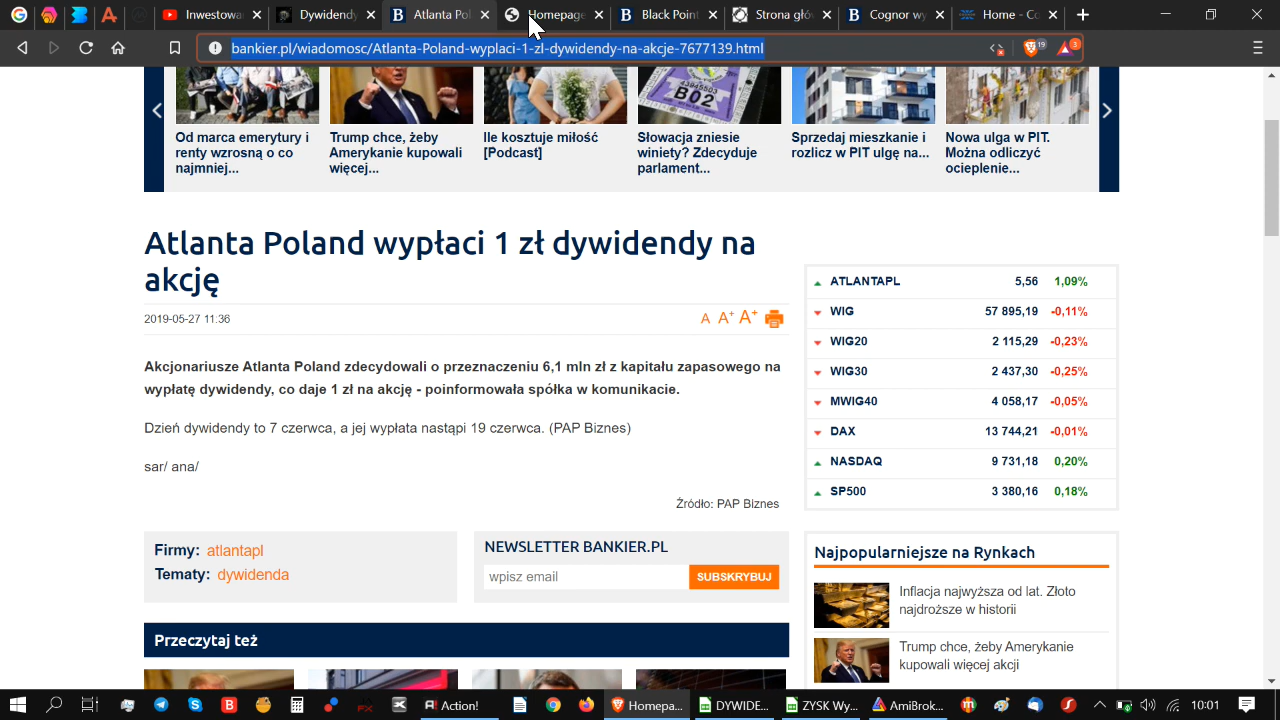 Inwestowa
Dywidendy
Atlanta Pol
Homepage
Black Point
Strona głów
Cognor wy
Home - Co
bankier.pl/wiadomosc/Atlanta-Poland-wyplaci-1-zl-dywidendy-na-akcje-7677139.html
19
3
B02
Od marca emerytury i
renty wzrosną o co
najmniej...
Trump chce, żeby
Amerykanie kupowali
więcej...
Ile kosztuje miłość
[Podcast]
Słowacja zniesie
winiety? Zdecyduje
parlament...
Sprzedaj mieszkanie i
rozlicz w PIT ulgę na...
Nowa ulga w PIT.
Można odliczyć
ocieplenie...
Atlanta Poland wypłaci 1 zł dywidendy na
akcję
2019-05-27 11:36
A A+ A+
Akcjonariusze Atlanta Poland zdecydowali o przeznaczeniu 6,1 mln zł z kapitału zapasowego na
wypłatę dywidendy, co daje 1 zł na akcję - poinformowała spółka w komunikacie.
Dzień dywidendy to 7 czerwca, a jej wypłata nastąpi 19 czerwca. (PAP Biznes)
sar/ ana/
Źródło: PAP Biznes
ATLANTAPL 5,56 1,09%
WIG 57 895,19 -0,11%
WIG20 2 115,29 -0,23%
WIG30 2 437,30 -0,25%
MWIG40 4 058,17 -0,05%
DAX 13 744,21 -0,01%
NASDAQ 9 731,18 0,20%
SP500 3 380,16 0,18%
Firmy: atlantapl
Tematy: dywidenda
NEWSLETTER BANKIER.PL
wpisz email
SUBSKRYBUJ
Najpopularniejsze na Rynkach
Inflacja najwyższa od lat. Złoto
najdroższe w historii
Trump chce, żeby Amerykanie
kupowali więcej akcji
Przeczytaj też
Action!
Homepa...
DYWIDE...
ZYSK Wy...
AmiBrok...
10:01